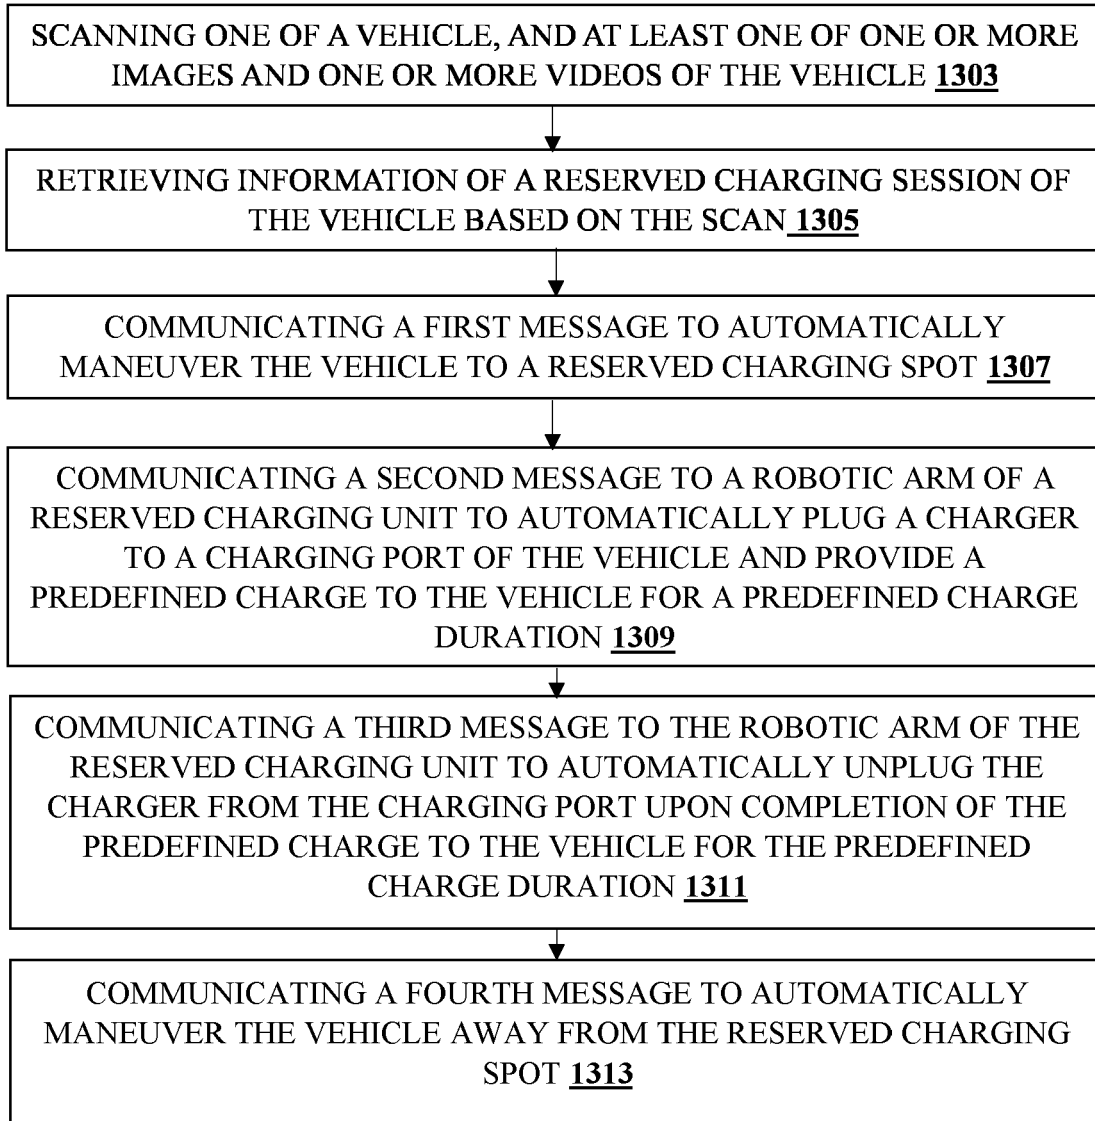 SCANNING ONE OF A VEHICLE, AND AT LEAST ONE OF ONE OR MORE
IMAGES AND ONE OR MORE VIDEOS OF THE VEHICLE 1303
RETRIEVING INFORMATION OF A RESERVED CHARGING SESSION OF
THE VEHICLE BASED ON THE SCAN 1305
COMMUNICATING A FIRST MESSAGE TO AUTOMATICALLY
MANEUVER THE VEHICLE TO A RESERVED CHARGING SPOT 1307
COMMUNICATING A SECOND MESSAGE TO A ROBOTIC ARM OF A
RESERVED CHARGING UNIT TO AUTOMATICALLY PLUG A CHARGER
TO A CHARGING PORT OF THE VEHICLE AND PROVIDE A
PREDEFINED CHARGE TO THE VEHICLE FOR A PREDEFINED CHARGE
DURATION 1309
COMMUNICATING A THIRD MESSAGE TO THE ROBOTIC ARM OF THE
RESERVED CHARGING UNIT TO AUTOMATICALLY UNPLUG THE
CHARGER FROM THE CHARGING PORT UPON COMPLETION OF THE
PREDEFINED CHARGE TO THE VEHICLE FOR THE PREDEFINED
CHARGE DURATION 1311
COMMUNICATING A FOURTH MESSAGE TO AUTOMATICALLY
MANEUVER THE VEHICLE AWAY FROM THE RESERVED CHARGING
SPOT 1313